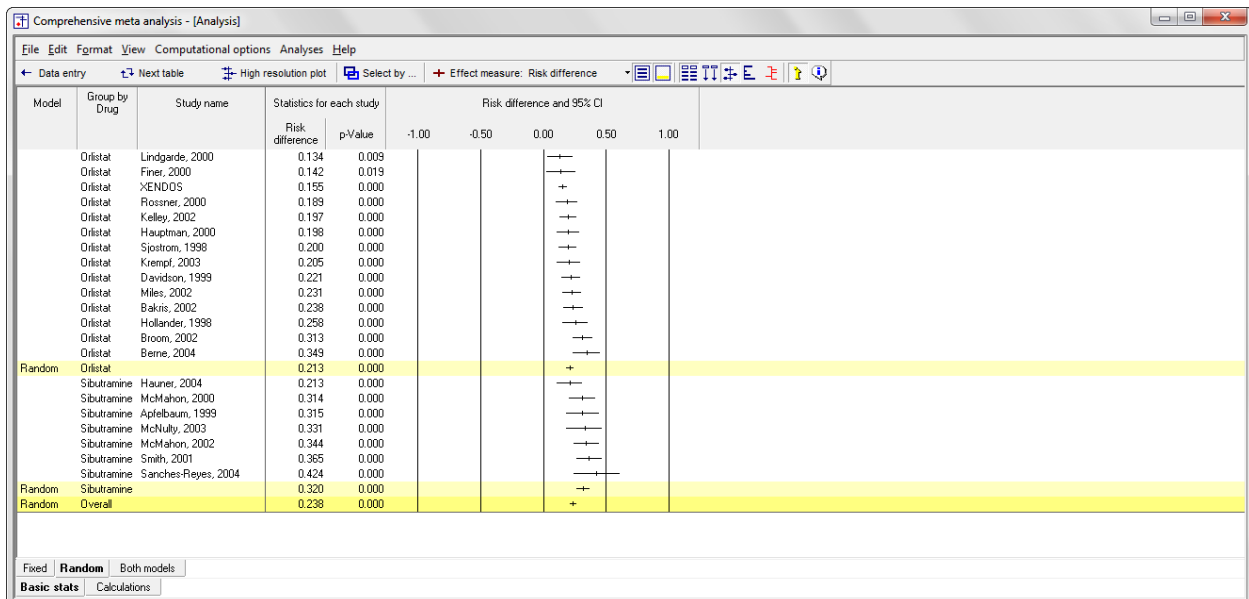 Comprehensive meta analysis - [Analysis]
File Edit Format View Computational options Analyses Help
Data entry Next table High resolution plot Select by ... Effect measure: Risk difference
Model Group by Drug Study name Statistics for each study Risk difference and 95% CI
Risk difference p-Value -1.00 -0.50 0.00 0.50 1.00
Orlistat Lindgarde, 2000 0.134 0.009
Orlistat Finer, 2000 0.142 0.019
Orlistat XENDOS 0.155 0.000
Orlistat Rossner, 2000 0.189 0.000
Orlistat Kelley, 2002 0.197 0.000
Orlistat Hauptman, 2000 0.198 0.000
Orlistat Sjostrom, 1998 0.200 0.000
Orlistat Krempf, 2003 0.205 0.000
Orlistat Davidson, 1999 0.221 0.000
Orlistat Miles, 2002 0.231 0.000
Orlistat Bakris, 2002 0.238 0.000
Orlistat Hollander, 1998 0.258 0.000
Orlistat Broom, 2002 0.313 0.000
Orlistat Berne, 2004 0.349 0.000
Random Orlistat 0.213 0.000
Sibutramine Hauner, 2004 0.213 0.000
Sibutramine McMahon, 2000 0.314 0.000
Sibutramine Apfelbaum, 1999 0.315 0.000
Sibutramine McNulty, 2003 0.331 0.000
Sibutramine McMahon, 2002 0.344 0.000
Sibutramine Smith, 2001 0.365 0.000
Sibutramine Sanches-Reyes, 2004 0.424 0.000
Random Sibutramine 0.320 0.000
Random Overall 0.238 0.000
Fixed Random Both models
Basic stats Calculations